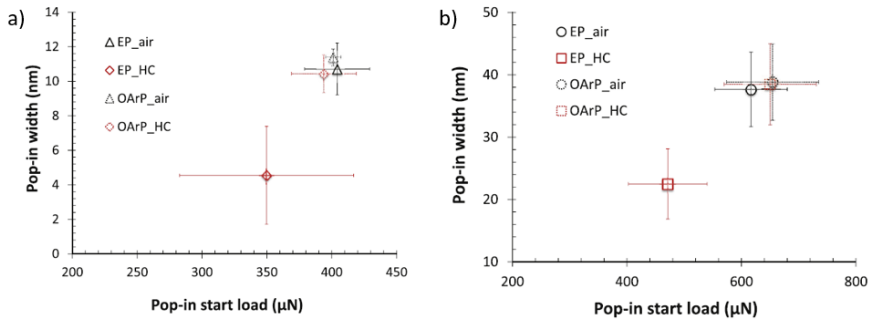 a)
Pop-in width (nm)
14
12
10
8
6
4
2
0
EP_air
EP_HC
OArP_air
OArP_HC
200
250
300
350
400
450
Pop-in start load (μN)
b)
Pop-in width (nm)
50
40
30
20
10
EP_air
EP_HC
OArP_air
OArP_HC
200
400
600
800
Pop-in start load (μN)